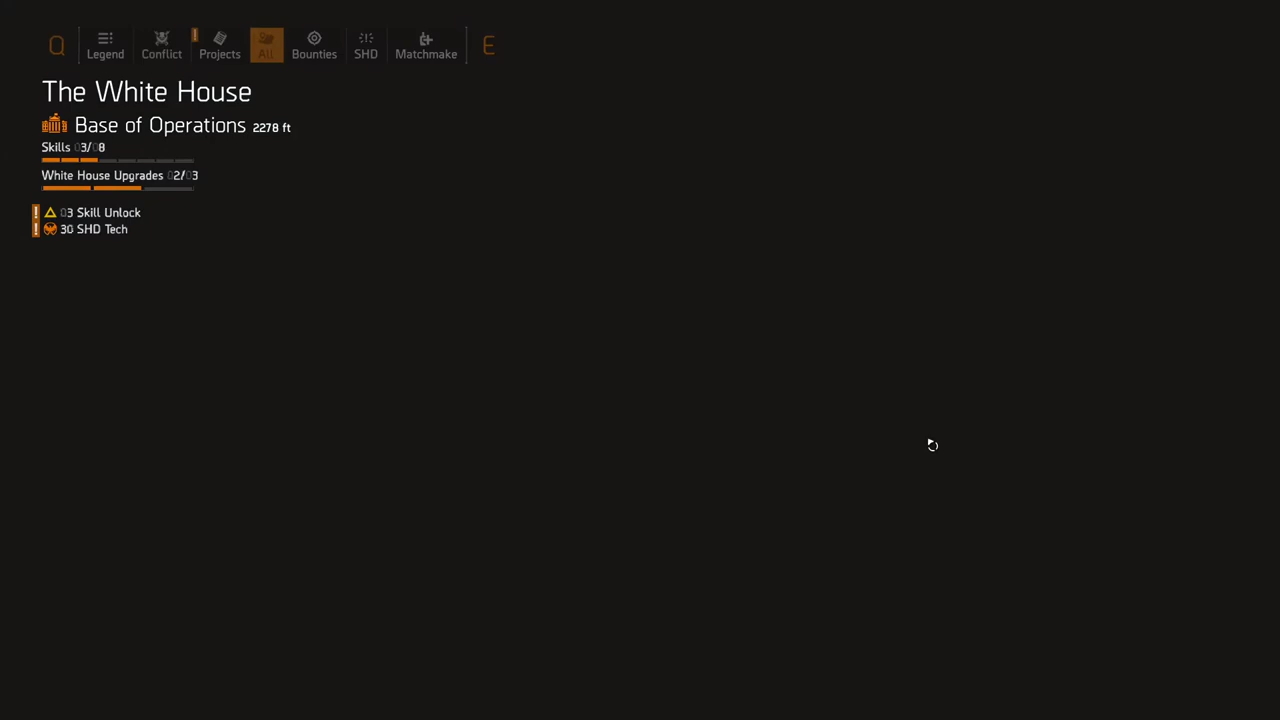 Q Legend Conflict Projects All Bounties SHD Matchmake E
The White House
Base of Operations 2278 ft
Skills 03/08
White House Upgrades 02/03
! 03 Skill Unlock
! 30 SHD Tech